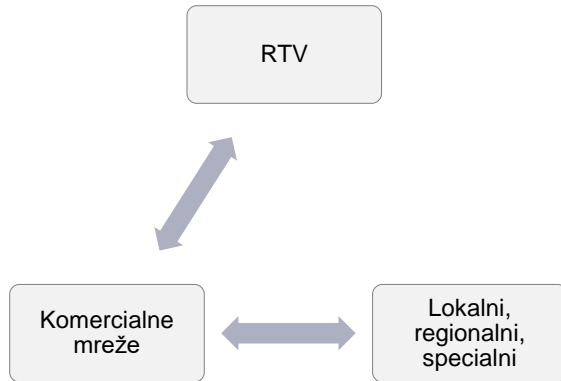 RTV
Komercialne
mreže
Lokalni,
regionalni,
specialni